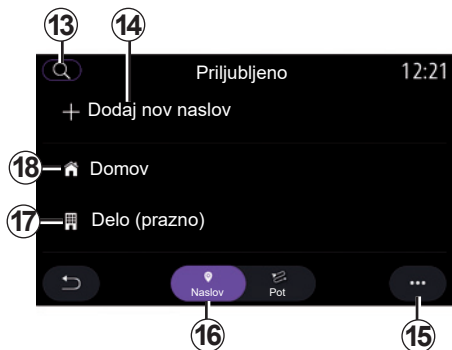 13 14
Priljubljeno 12:21
+ Dodaj nov naslov
18 Domov
17 Delo (prazno)
Naslov Pot
16 15